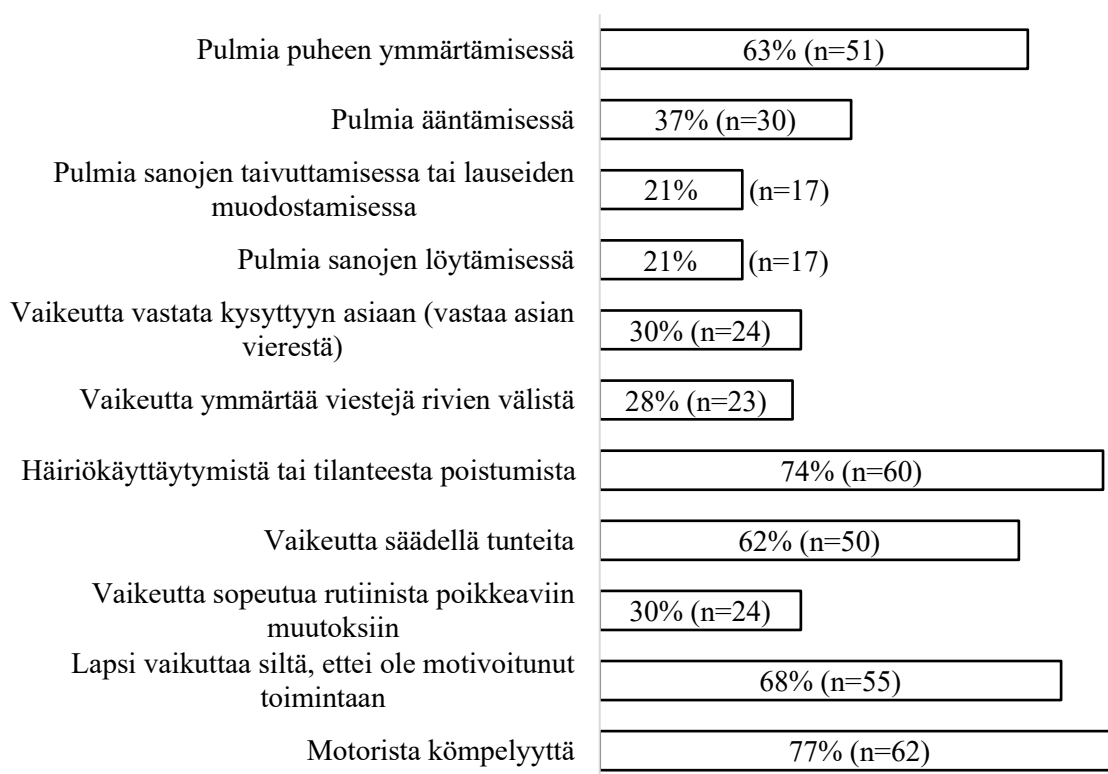 Pulmia puheen ymmärtämisessä 63% (n=51)
Pulmia ääntämisessä 37% (n=30)
Pulmia sanojen taivuttamisessa tai lauseiden
muodostamisessa 21% (n=17)
Pulmia sanojen löytämisessä 21% (n=17)
Vaikeutta vastata kysyttyyn asiaan (vastaa asian
vierestä) 30% (n=24)
Vaikeutta ymmärtää viestejä rivien välistä 28% (n=23)
Häiriökäyttäytymistä tai tilanteesta poistumista 74% (n=60)
Vaikeutta säädellä tunteita 62% (n=50)
Vaikeutta sopeutua rutiinista poikkeaviin
muutoksiin 30% (n=24)
Lapsi vaikuttaa siltä, ettei ole motivoitunut
toimintaan 68% (n=55)
Motorista kömpelyyttä 77% (n=62)